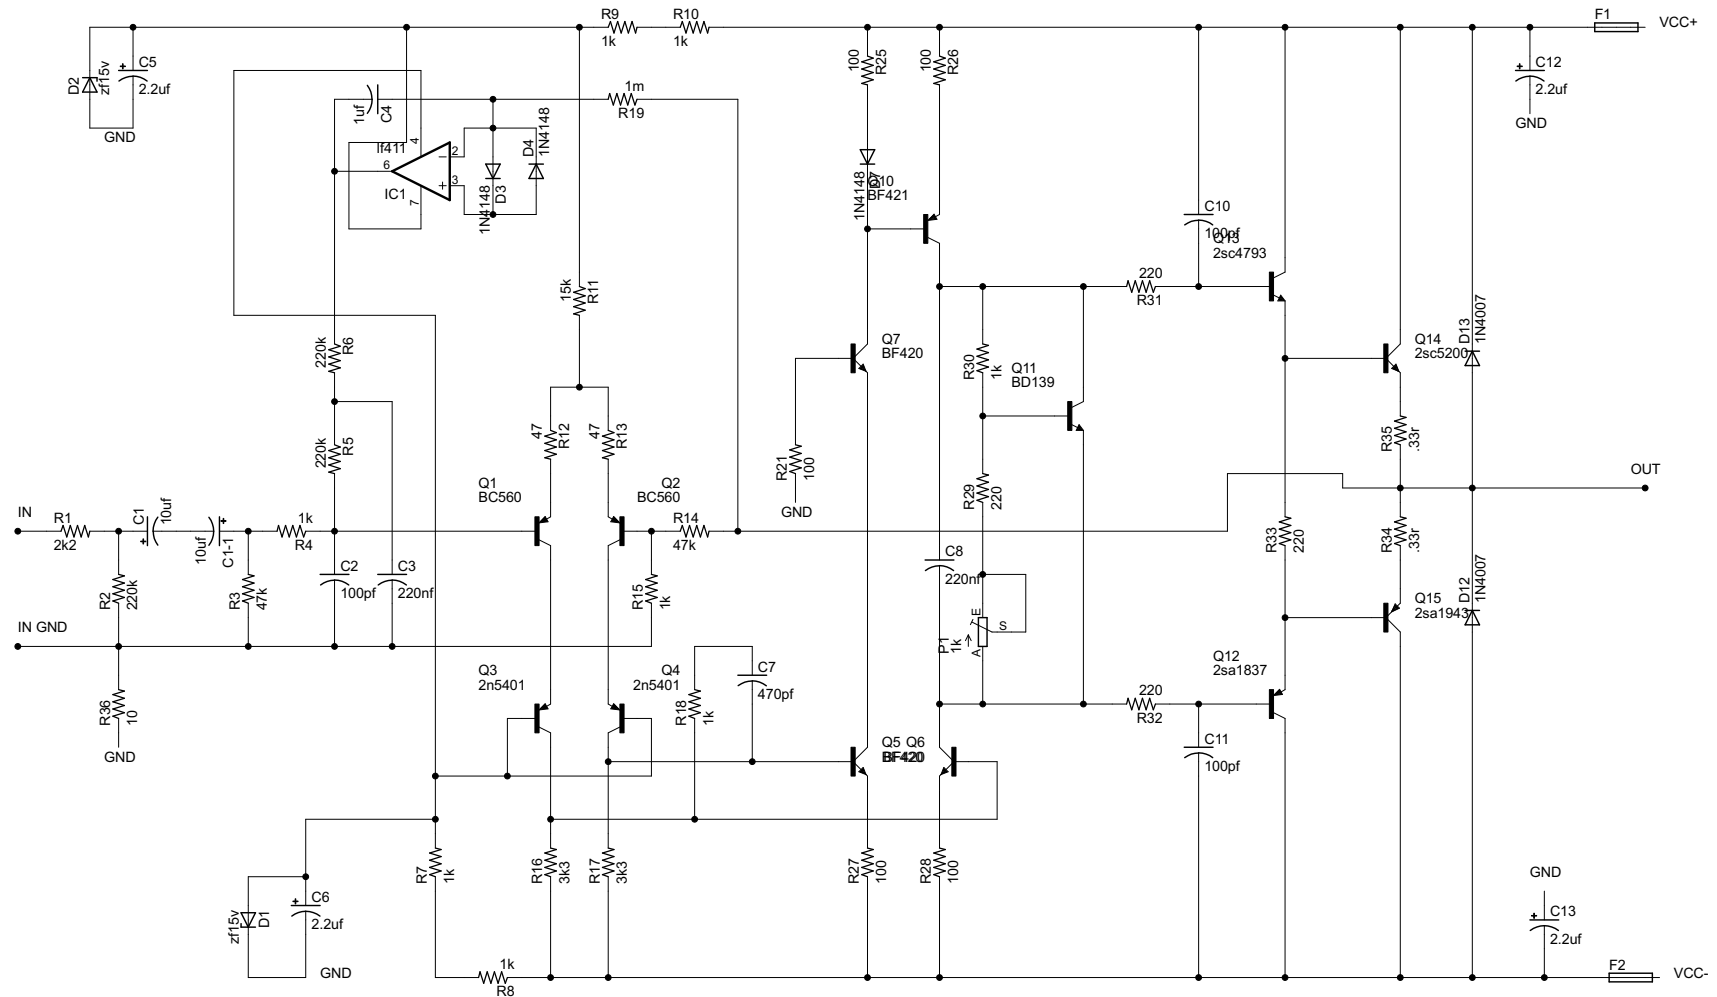 R9
1k
R10
1k
F1
VCC+
D2
zf15v
C5
2.2uf
GND
1uf
C4
1m
R19
100
R25
100
R26
C12
2.2uf
GND
lf411
4
6
IC1
7
2
3
1N4148
D3
D4
1N4148
1N4148
D7
Q10
BF421
C10
100pf
Q13
2sc4793
15k
R11
220
R31
220k
R6
Q7
BF420
R30
1k
Q11
BD139
Q14
2sc5200
D13
1N4007
220k
R5
47
R12
47
R13
R21
100
GND
R29
220
R35
.33r
OUT
IN
R1
2k2
C1
10uf
10uf
C1-1
1k
R4
Q1
BC560
Q2
BC560
R14
47k
R33
220
R34
.33r
R2
220k
R3
47k
C2
100pf
C3
220nf
R15
1k
C8
220nf
P1
1k
E
S
A
Q15
2sa1943
D12
1N4007
IN GND
R36
10
GND
Q3
2n5401
Q4
2n5401
R18
1k
C7
470pf
Q12
2sa1837
220
R32
Q5
BF420
Q6
BF420
C11
100pf
R7
1k
R16
3k3
R17
3k3
R27
100
R28
100
zf15v
D1
C6
2.2uf
GND
1k
R8
GND
C13
2.2uf
F2
VCC-